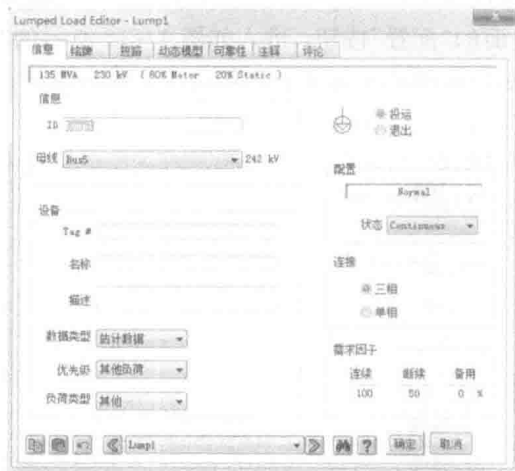 Lumped Load Editor - Lump1
信息 铭牌 短路 动态模型 可靠性 注释 评论
135 MVA 230 kV ( 80% Motor 20% Static )
信息
ID
投运
退出
母线 Bus5 242 kV
配置
Normal
设备
状态 Continuous
Tag #
名称
连接
三相
描述
单相
数据类型 估计数据
需求因子
优先级 其他负荷
连续 断续 备用
负荷类型 其他
100 50 0 %
Lump1 确定 取消